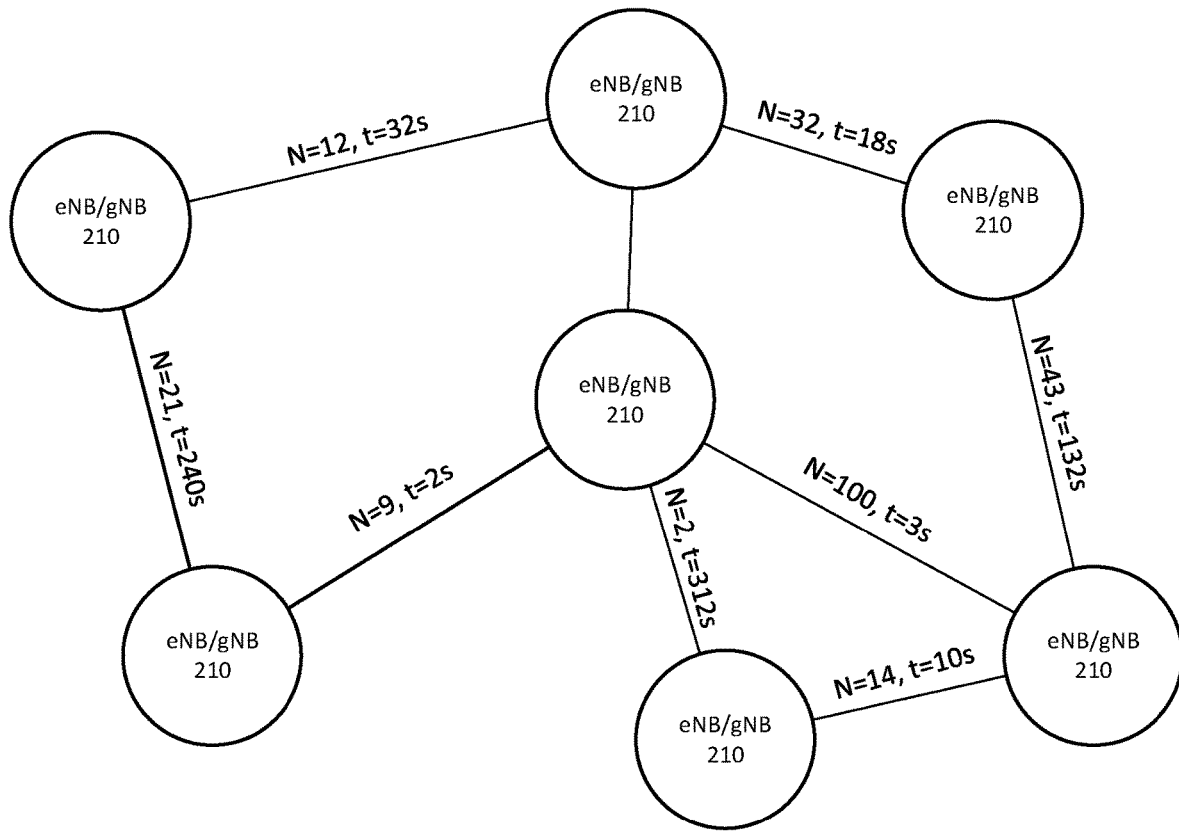 eNB/gNB
210
N=12, t=32s
N=32, t=18s
eNB/gNB
210
eNB/gNB
210
eNB/gNB
210
N=21, t=240s
N=9, t=2s
N=2, t=312s
N=100, t=3s
N=43, t=132s
eNB/gNB
210
N=14, t=10s
eNB/gNB
210
eNB/gNB
210